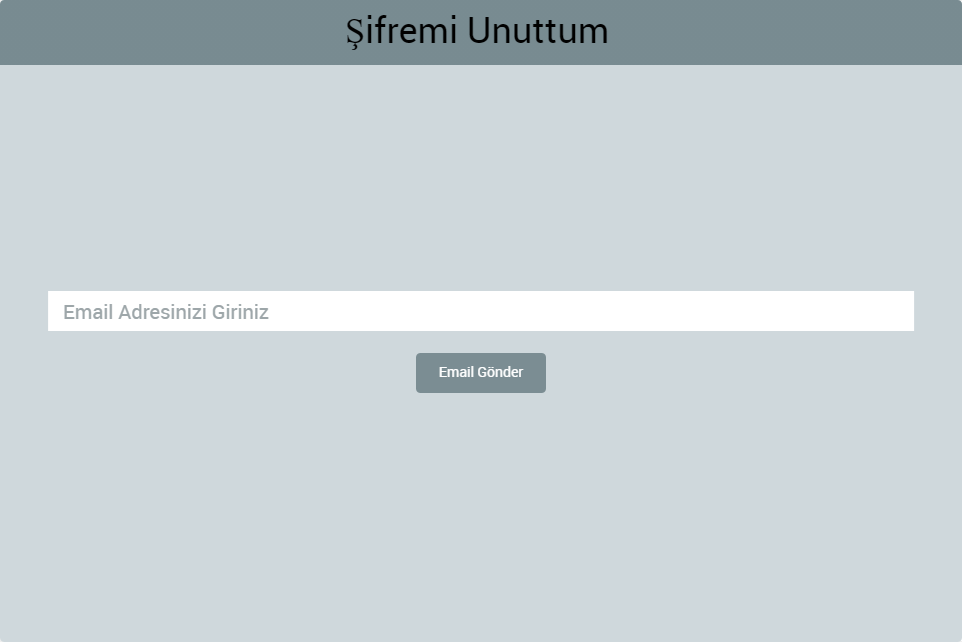 Şifremi Unuttum
Email Adresinizi Giriniz
Email Gönder